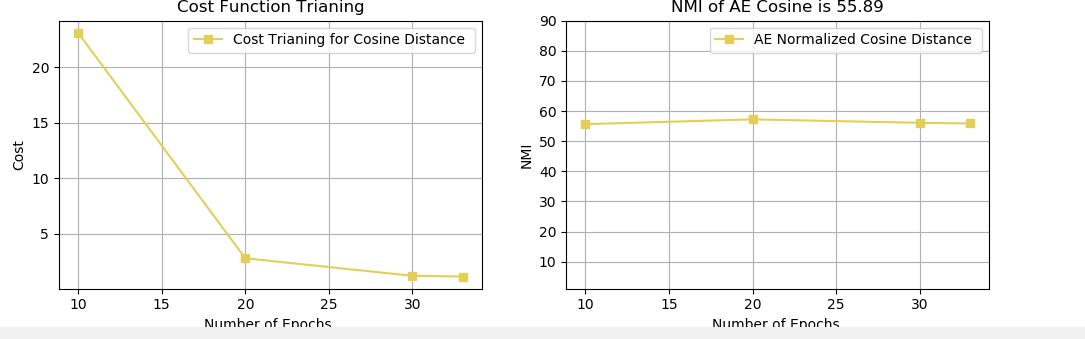 Cost Function Trianing
Cost Trianing for Cosine Distance
20
15
10
5
Cost
10 15 20 25 30
Number of Epochs
NMI of AE Cosine is 55.89
AE Normalized Cosine Distance
90
80
70
60
50
40
30
20
10
NMI
10 15 20 25 30
Number of Epochs